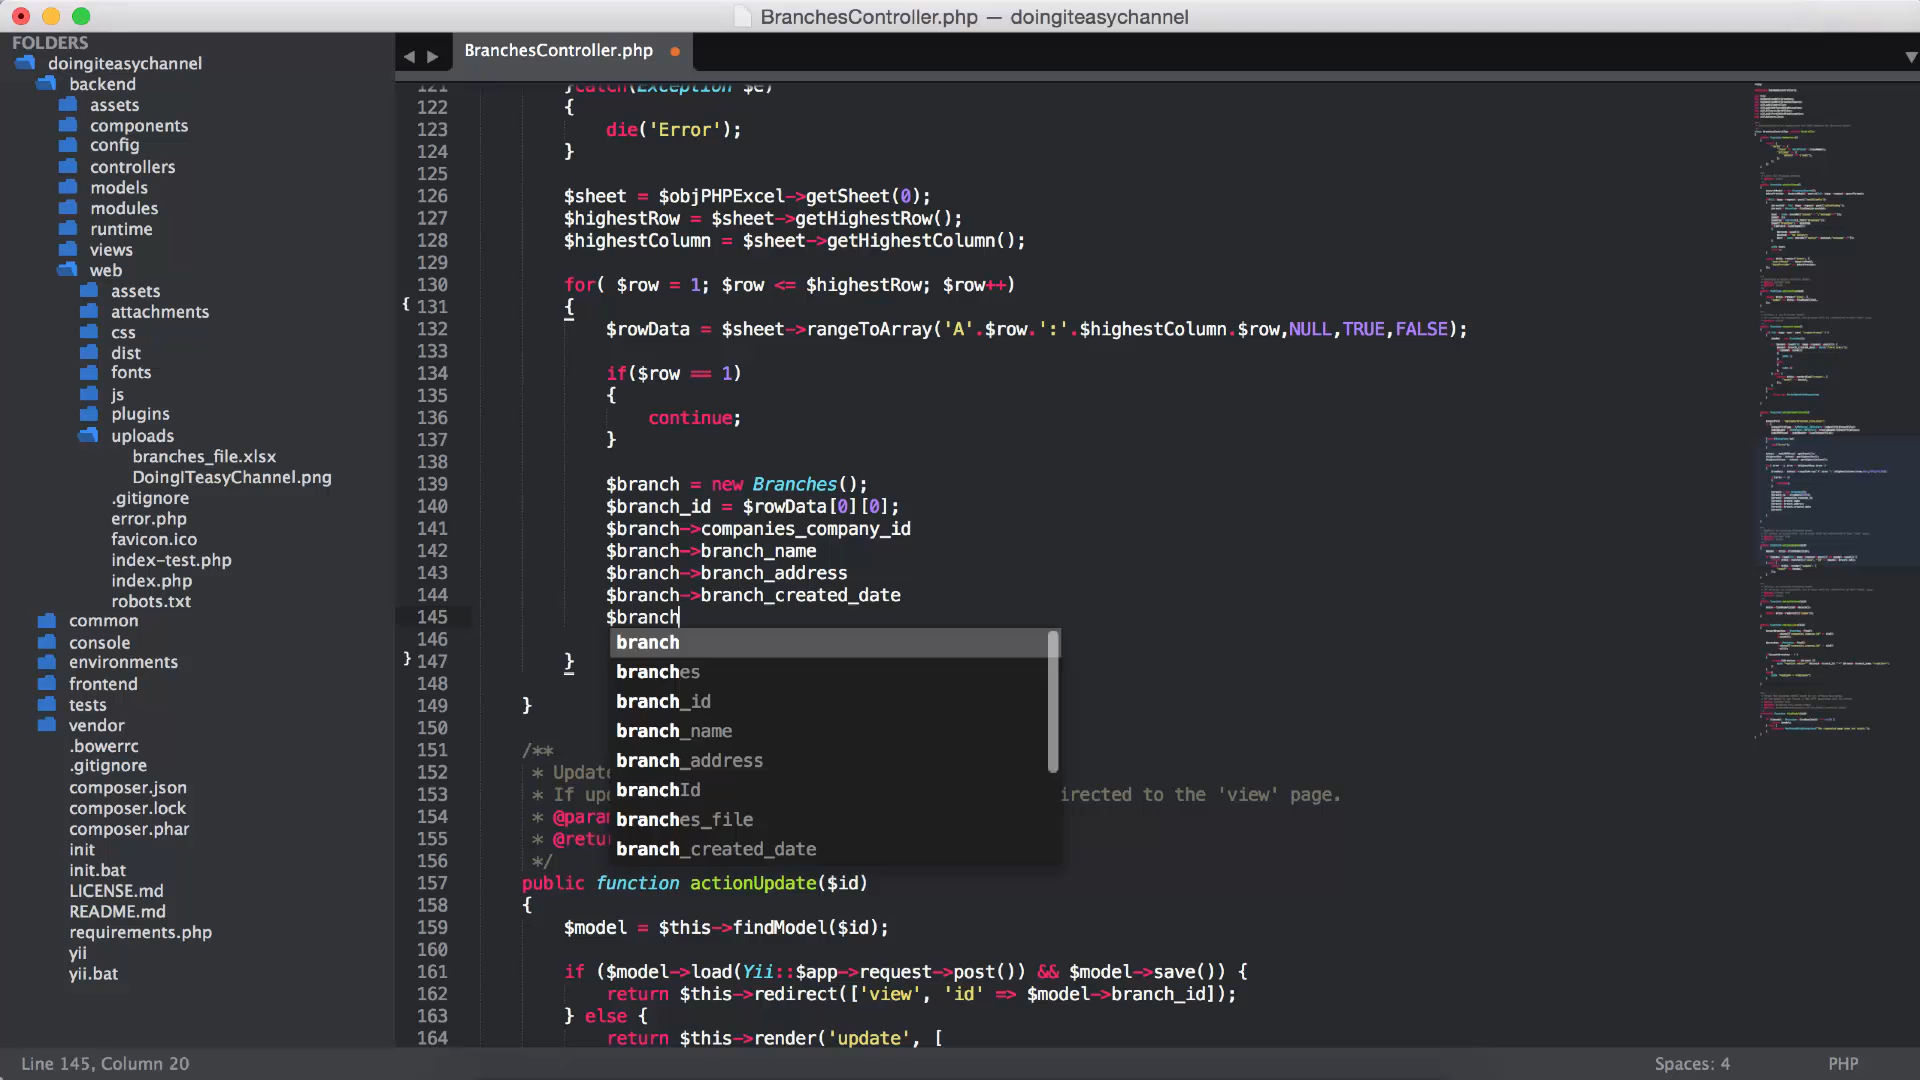 BranchesController.php — doingiteasychannel
FOLDERS
doingiteasychannel
backend
assets
components
config
controllers
models
modules
runtime
views
web
assets
attachments
css
dist
fonts
js
plugins
uploads
branches_file.xlsx
DoingITeasyChannel.png
.gitignore
error.php
favicon.ico
index-test.php
index.php
robots.txt
common
console
environments
frontend
tests
vendor
.bowerrc
.gitignore
composer.json
composer.lock
composer.phar
init
init.bat
LICENSE.md
README.md
requirements.php
yii
yii.bat
BranchesController.php
121 }catch(Exception $e)
122 {
123 die('Error');
124 }
125
126 $sheet = $objPHPExcel->getSheet(0);
127 $highestRow = $sheet->getHighestRow();
128 $highestColumn = $sheet->getHighestColumn();
129
130 for( $row = 1; $row <= $highestRow; $row++)
{ 131 {
132 $rowData = $sheet->rangeToArray('A'.$row.':'.$highestColumn.$row,NULL,TRUE,FALSE);
133
134 if($row == 1)
135 {
136 continue;
137 }
138
139 $branch = new Branches();
140 $branch_id = $rowData[0][0];
141 $branch->companies_company_id
142 $branch->branch_name
143 $branch->branch_address
144 $branch->branch_created_date
145 $branch
146
} 147 }
148
149 }
150
151 /**
152 * Updat
153 * If up irected to the 'view' page.
154 * @para
155 * @retu
156 */
157 public function actionUpdate($id)
158 {
159 $model = $this->findModel($id);
160
161 if ($model->load(Yii::$app->request->post()) && $model->save()) {
162 return $this->redirect(['view', 'id' => $model->branch_id]);
163 } else {
164 return $this->render('update', [
branch
branches
branch_id
branch_name
branch_address
branchId
branches_file
branch_created_date
Line 145, Column 20
Spaces: 4
PHP